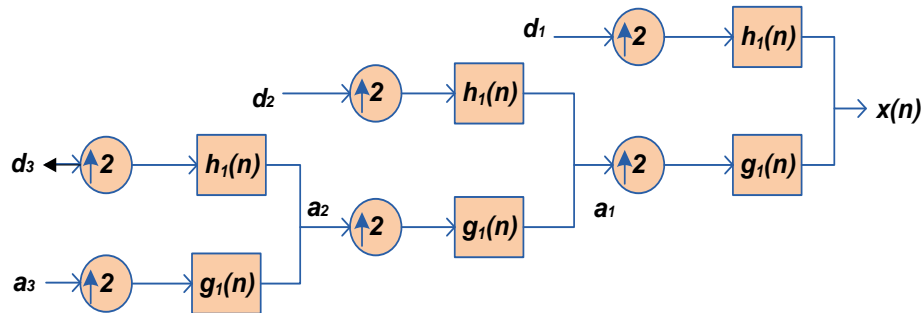 d₁ 2 h₁(n)
d₂ 2 h₁(n) x(n)
d₃ 2 h₁(n) 2 g₁(n)
a₂ 2 g₁(n) a₁
a₃ 2 g₁(n)